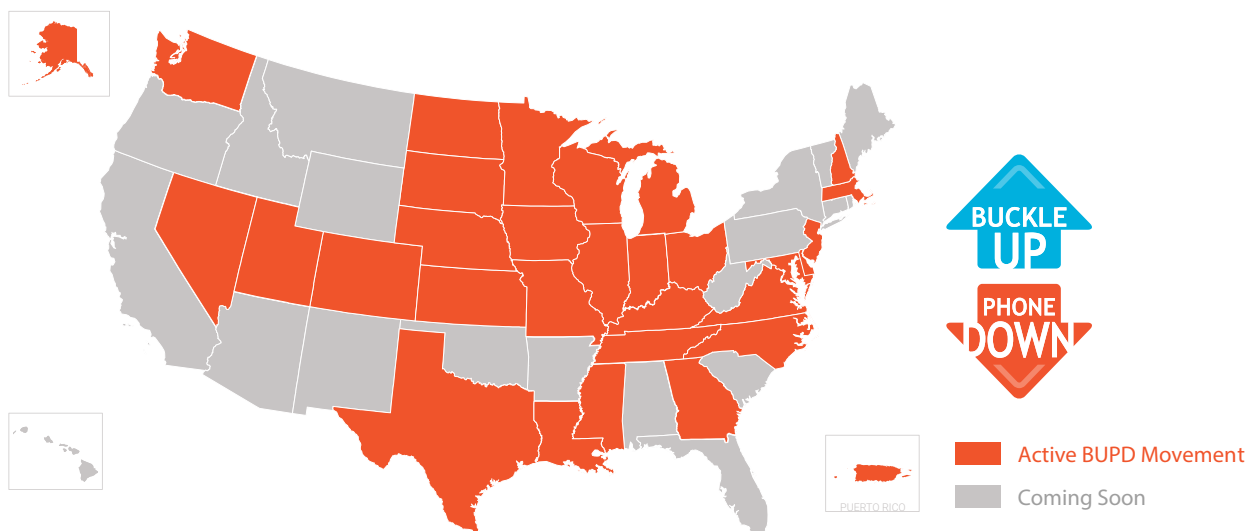 BUCKLE
UP
PHONE
DOWN
Active BUPD Movement
Coming Soon
PUERTO RICO